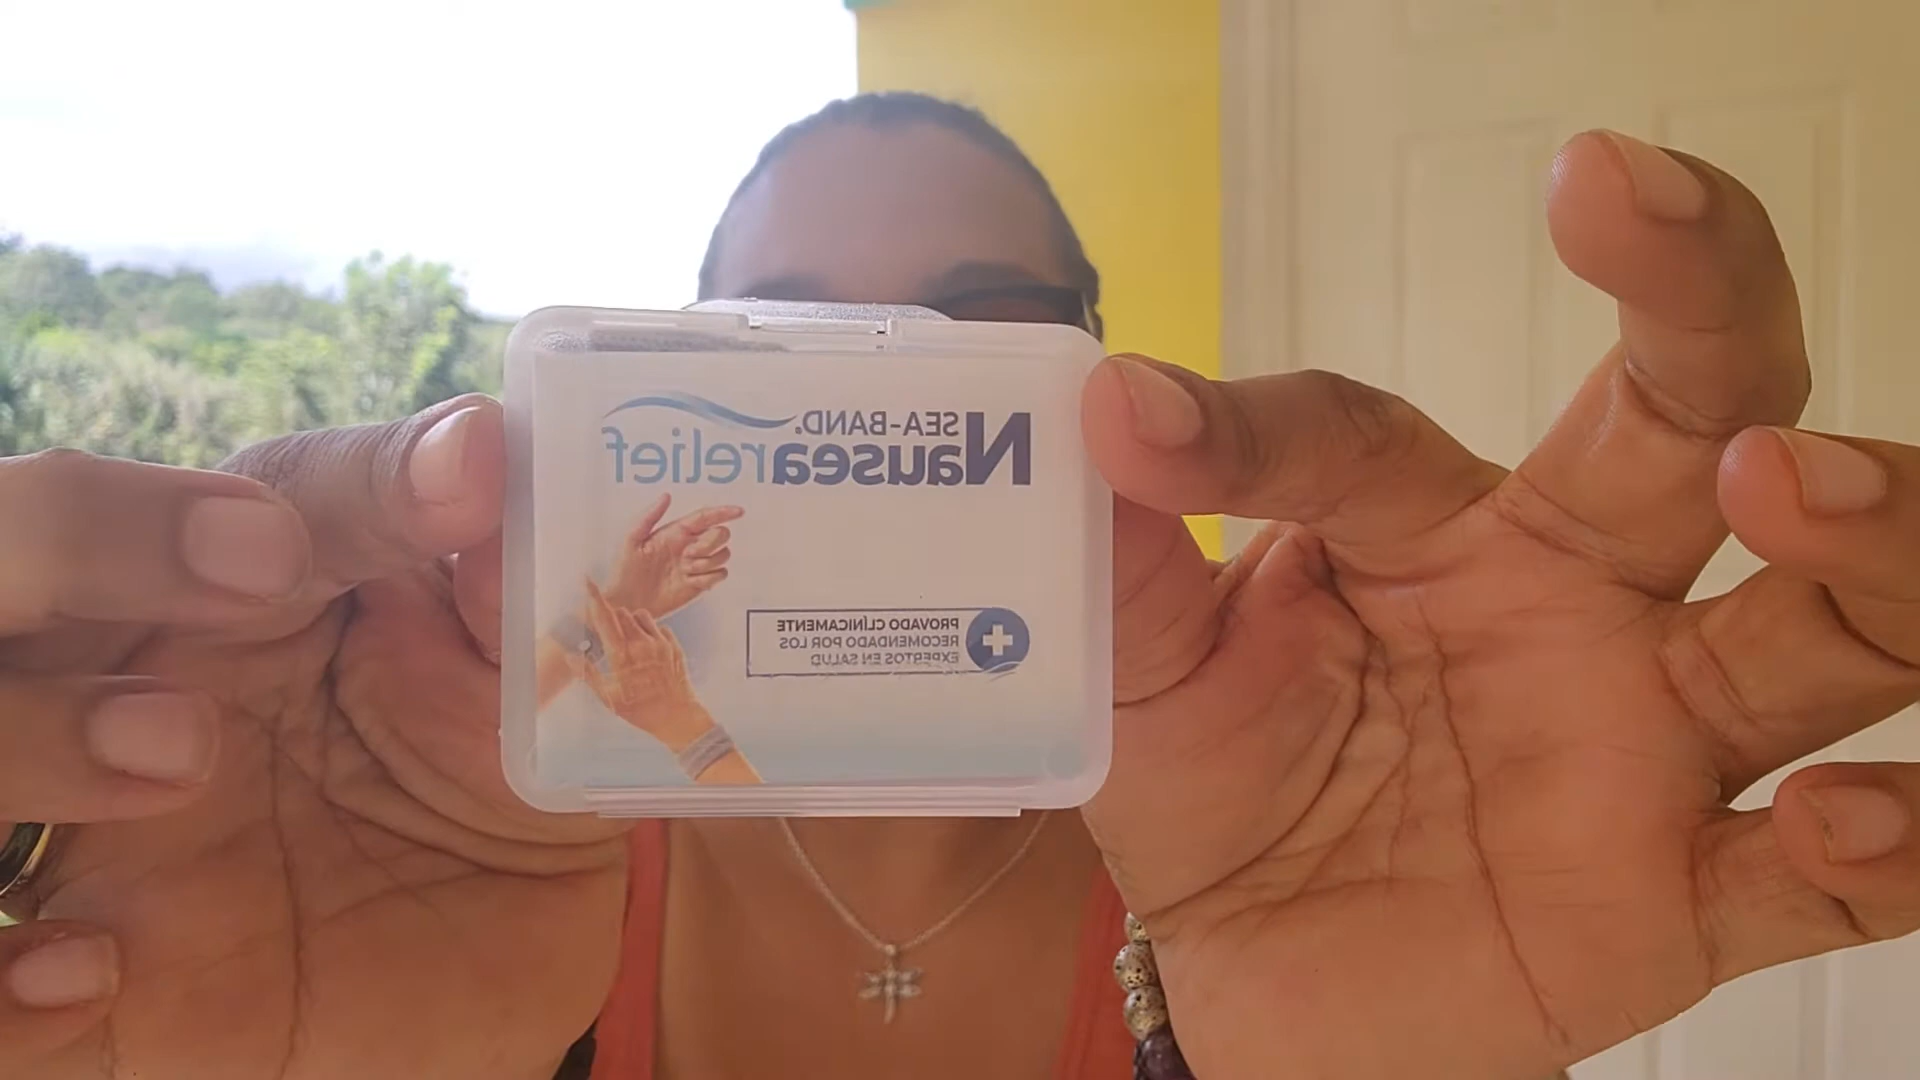 SEA-BAND.
Nausearelief
PROVADO CLÍNICAMENTE
RECOMENDADO POR LOS
EXPERTOS EN SALUD